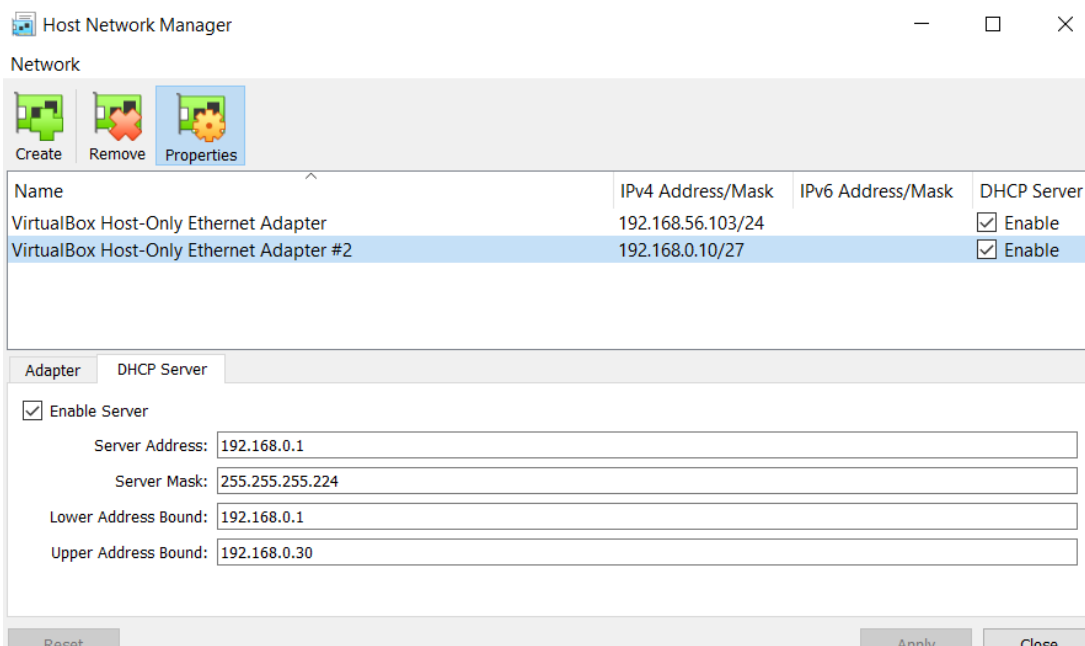 Host Network Manager
Network
Create Remove Properties
Name IPv4 Address/Mask IPv6 Address/Mask DHCP Server
VirtualBox Host-Only Ethernet Adapter 192.168.56.103/24 Enable
VirtualBox Host-Only Ethernet Adapter #2 192.168.0.10/27 Enable
Adapter DHCP Server
Enable Server
Server Address: 192.168.0.1
Server Mask: 255.255.255.224
Lower Address Bound: 192.168.0.1
Upper Address Bound: 192.168.0.30
Reset Apply Close